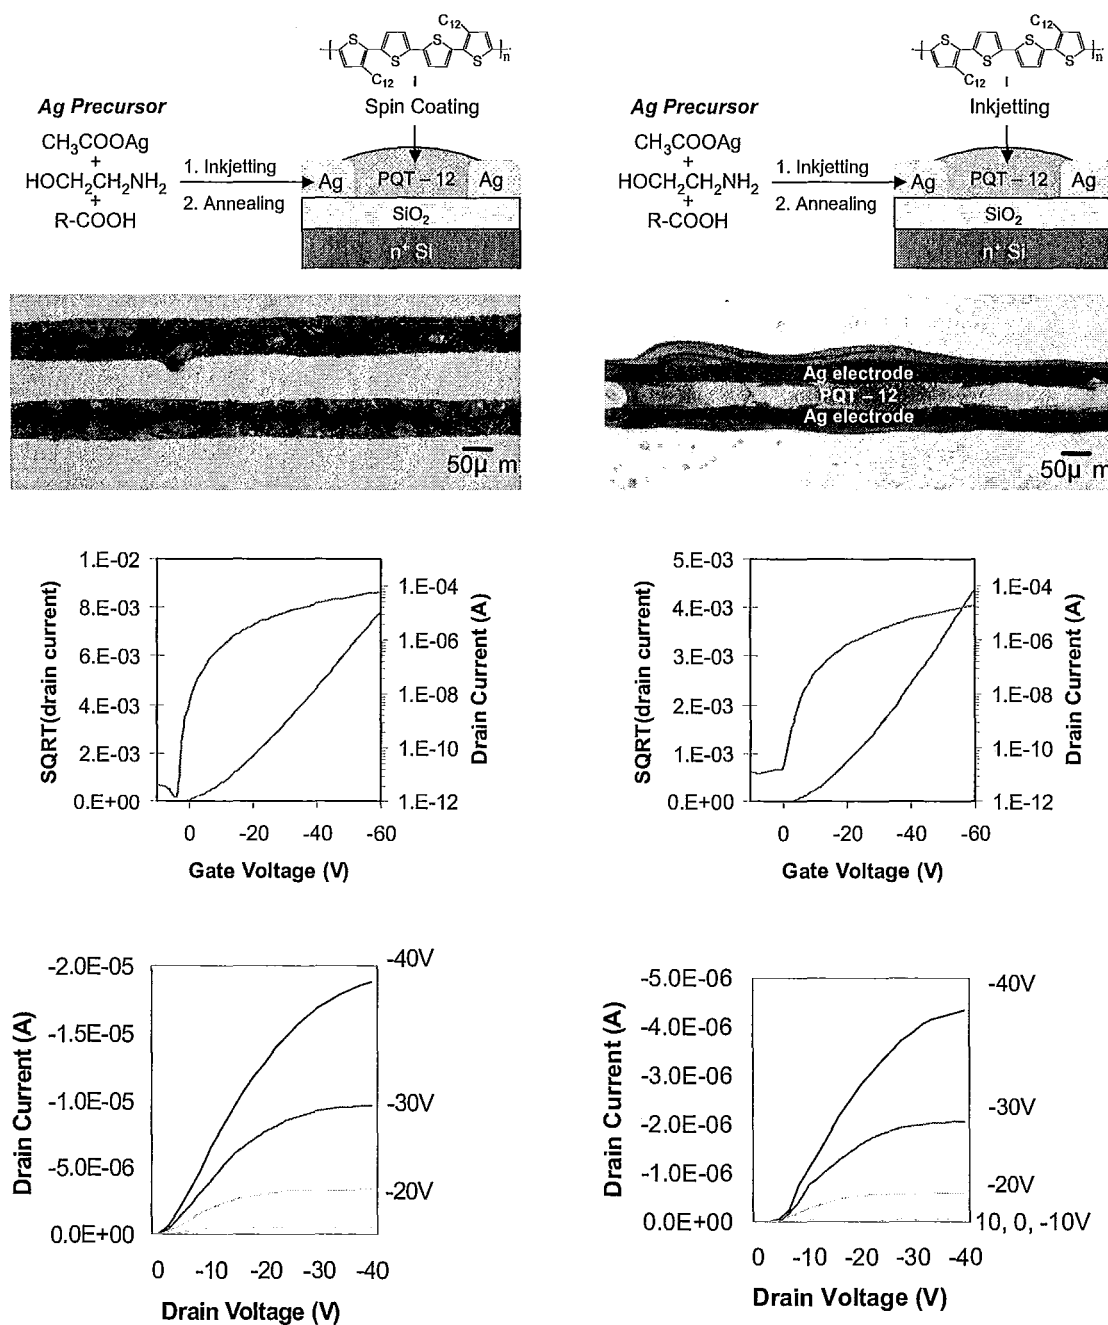 C12
S S S S n
C12
I
Ag Precursor
Spin Coating
CH3COOAg
+
HOCH2CH2NH2
+
R-COOH
1. Inkjetting
2. Annealing
Ag PQT – 12 Ag
SiO2
n+ Si
50μ m
C12
S S S S n
C12
I
Ag Precursor
Inkjetting
CH3COOAg
+
HOCH2CH2NH2
+
R-COOH
1. Inkjetting
2. Annealing
Ag PQT – 12 Ag
SiO2
n+ Si
Ag electrode
PQT – 12
Ag electrode
50μ m
SQRT(drain current)
1.E-02
8.E-03
6.E-03
4.E-03
2.E-03
0.E+00
1.E-04
1.E-06
1.E-08
1.E-10
1.E-12
Drain Current (A)
0 -20 -40 -60
Gate Voltage (V)
SQRT(drain current
5.E-03
4.E-03
3.E-03
2.E-03
1.E-03
0.E+00
1.E-04
1.E-06
1.E-08
1.E-10
1.E-12
Drain Current (A)
0 -20 -40 -60
Gate Voltage (V)
Drain Current (A)
-2.0E-05
-1.5E-05
-1.0E-05
-5.0E-06
0.0E+00
-40V
-30V
-20V
0 -10 -20 -30 -40
Drain Voltage (V)
Drain Current (A)
-5.0E-06
-4.0E-06
-3.0E-06
-2.0E-06
-1.0E-06
0.0E+00
-40V
-30V
-20V
10, 0, -10V
0 -10 -20 -30 -40
Drain Voltage (V)